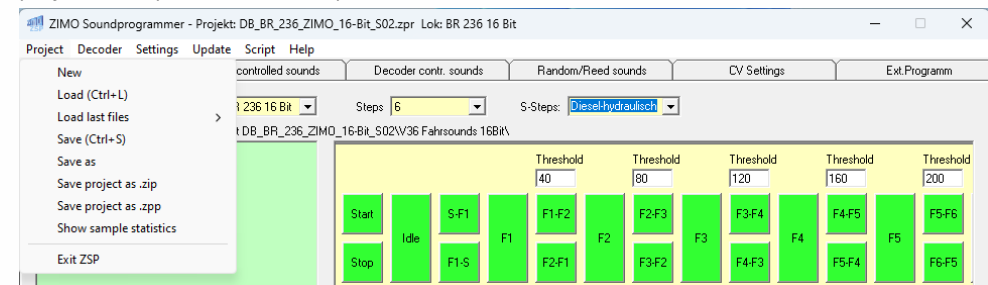 ZIMO Soundprogrammer - Projekt: DB_BR_236_ZIMO_16-Bit_S02.zpr Lok: BR 236 16 Bit
Project Decoder Settings Update Script Help
New
Load (Ctrl+L)
Load last files
Save (Ctrl+S)
Save as
Save project as .zip
Save project as .zpp
Show sample statistics
Exit ZSP
controlled sounds Decoder contr. sounds Random/Reed sounds CV Settings Ext.Programm
236 16 Bit Steps 6 S-Steps: Diesel-hydraulisch
DB_BR_236_ZIMO_16-Bit_S02\V36 Fahrsounds 16Bit\
Threshold Threshold Threshold Threshold Threshold
40 80 120 160 200
Start S-F1 F1-F2 F2-F3 F3-F4 F4-F5 F5-F6
Idle F1 F2 F3 F4 F5
Stop F1-S F2-F1 F3-F2 F4-F3 F5-F4 F6-F5